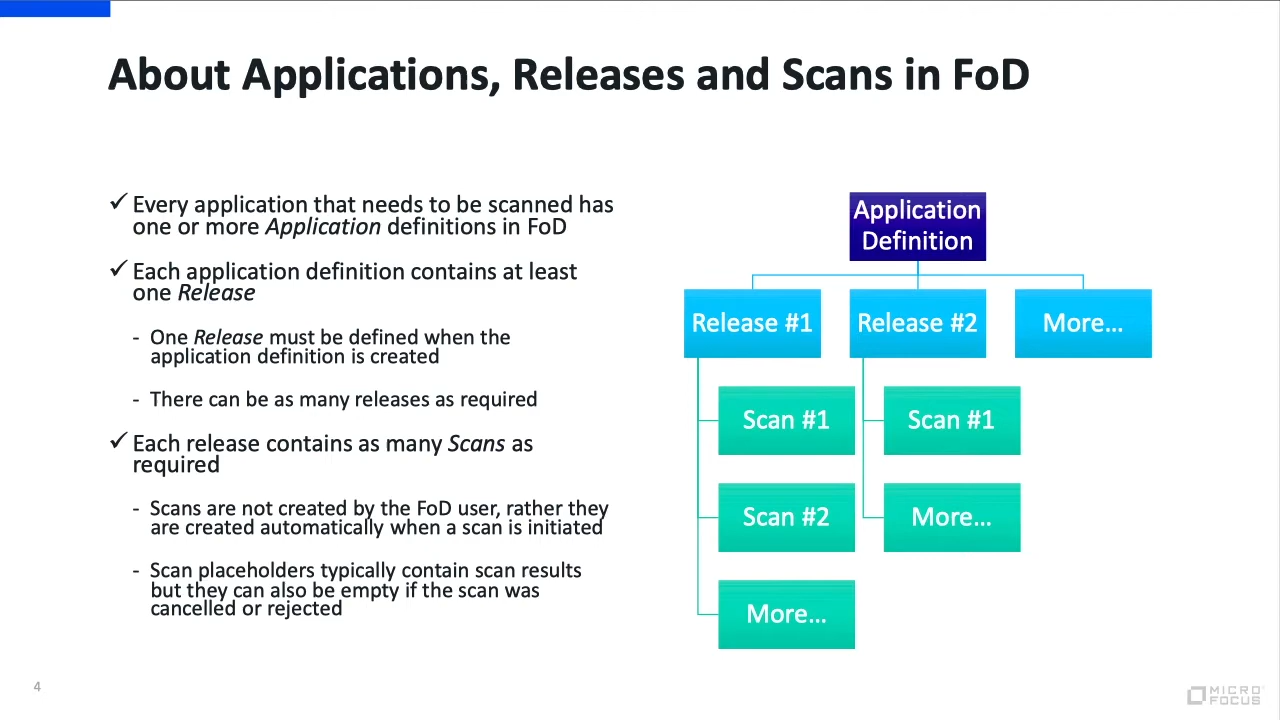 About Applications, Releases and Scans in FoD
✓ Every application that needs to be scanned has
one or more Application definitions in FoD
✓ Each application definition contains at least
one Release
- One Release must be defined when the
application definition is created
- There can be as many releases as required
✓ Each release contains as many Scans as
required
- Scans are not created by the FoD user, rather they
are created automatically when a scan is initiated
- Scan placeholders typically contain scan results
but they can also be empty if the scan was
cancelled or rejected
Application
Definition
Release #1
Release #2
More...
Scan #1
Scan #1
Scan #2
More...
More...
4
MICRO
FOCUS